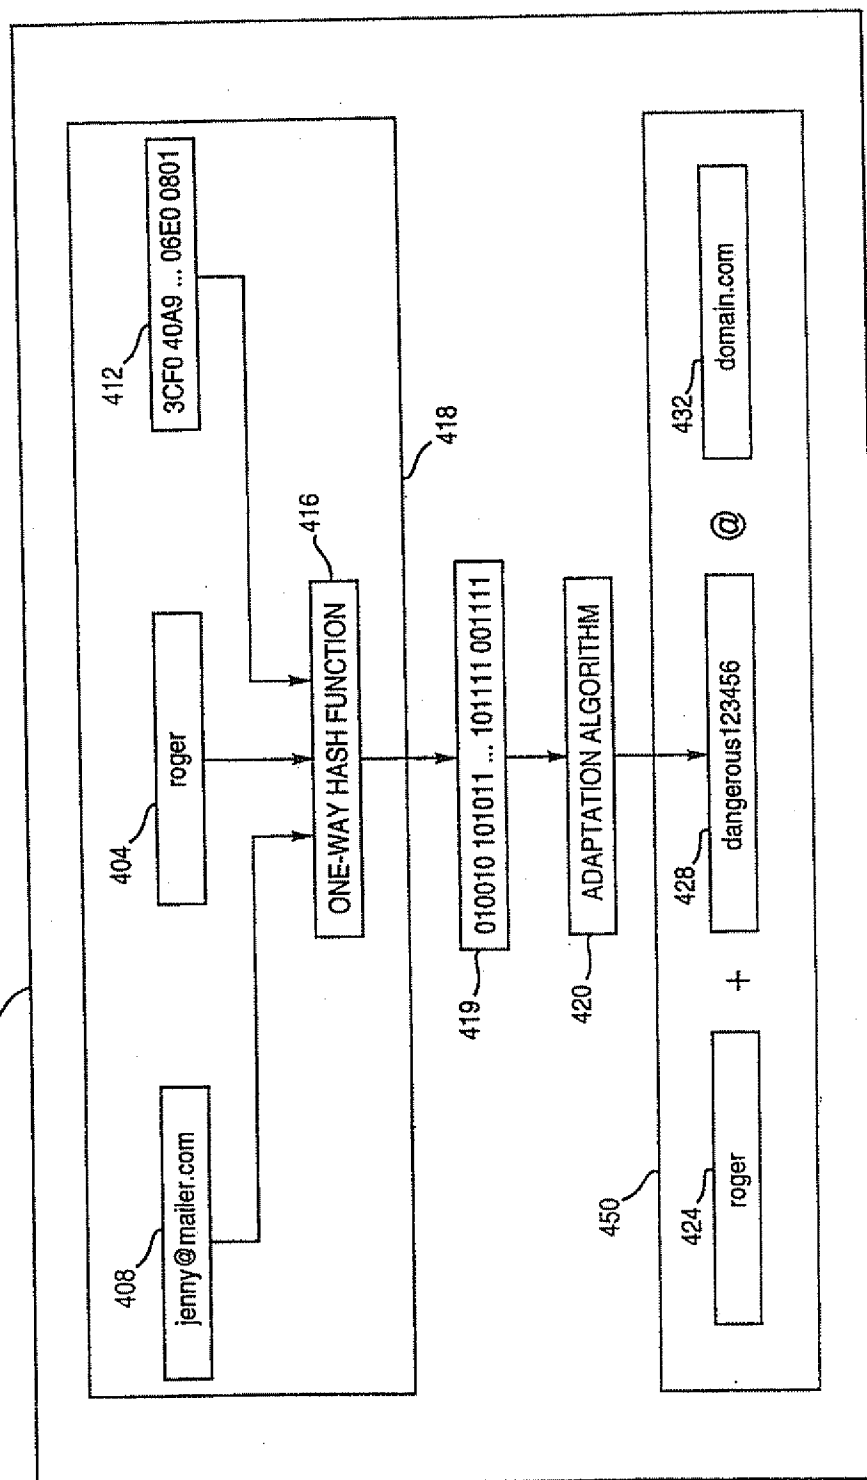 408
404
412
jenny@mailer.com
roger
3CF0 40A9 ... 06E0 0801
416
ONE-WAY HASH FUNCTION
418
010010 101011 ... 101111 001111
419
ADAPTATION ALGORITHM
420
450
424
428
432
roger + dangerous123456 @ domain.com